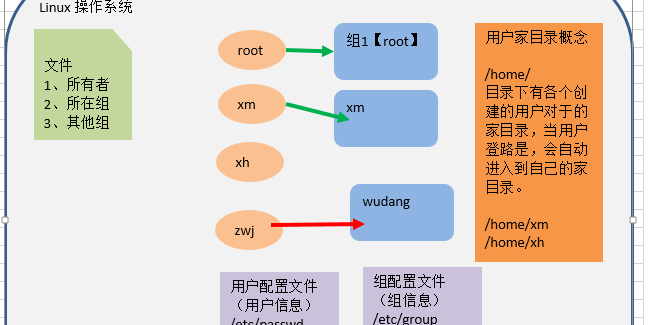 Linux 操作系统
文件
1、所有者
2、所在组
3、其他组
root
xm
xh
zwj
组1【root】
xm
wudang
用户家目录概念
/home/
目录下有各个创
建的用户对于的
家目录，当用户
登路是，会自动
进入到自己的家
目录。
/home/xm
/home/xh
用户配置文件
（用户信息）
/etc/passwd
组配置文件
（组信息）
/etc/group